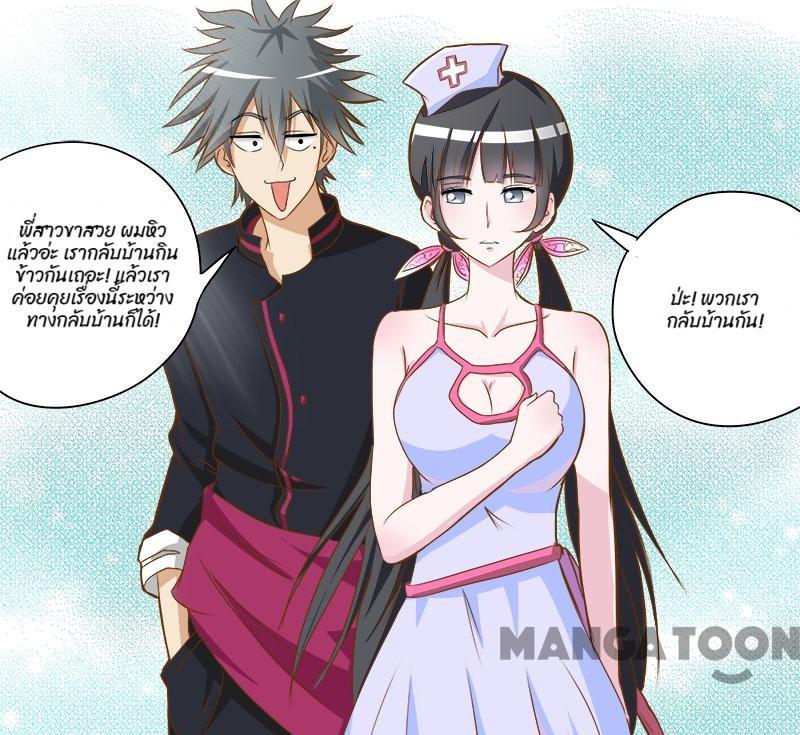 พี่สาวขาสวย ผมหิว
แล้วอ่ะ เรากลับบ้านกิน
ข้าวกันเถอะ! แล้วเรา
ค่อยคุยเรื่องนี้ระหว่าง
ทางกลับบ้านก็ได้!
ป่ะ! พวกเรา
กลับบ้านกัน!
MANGATOON